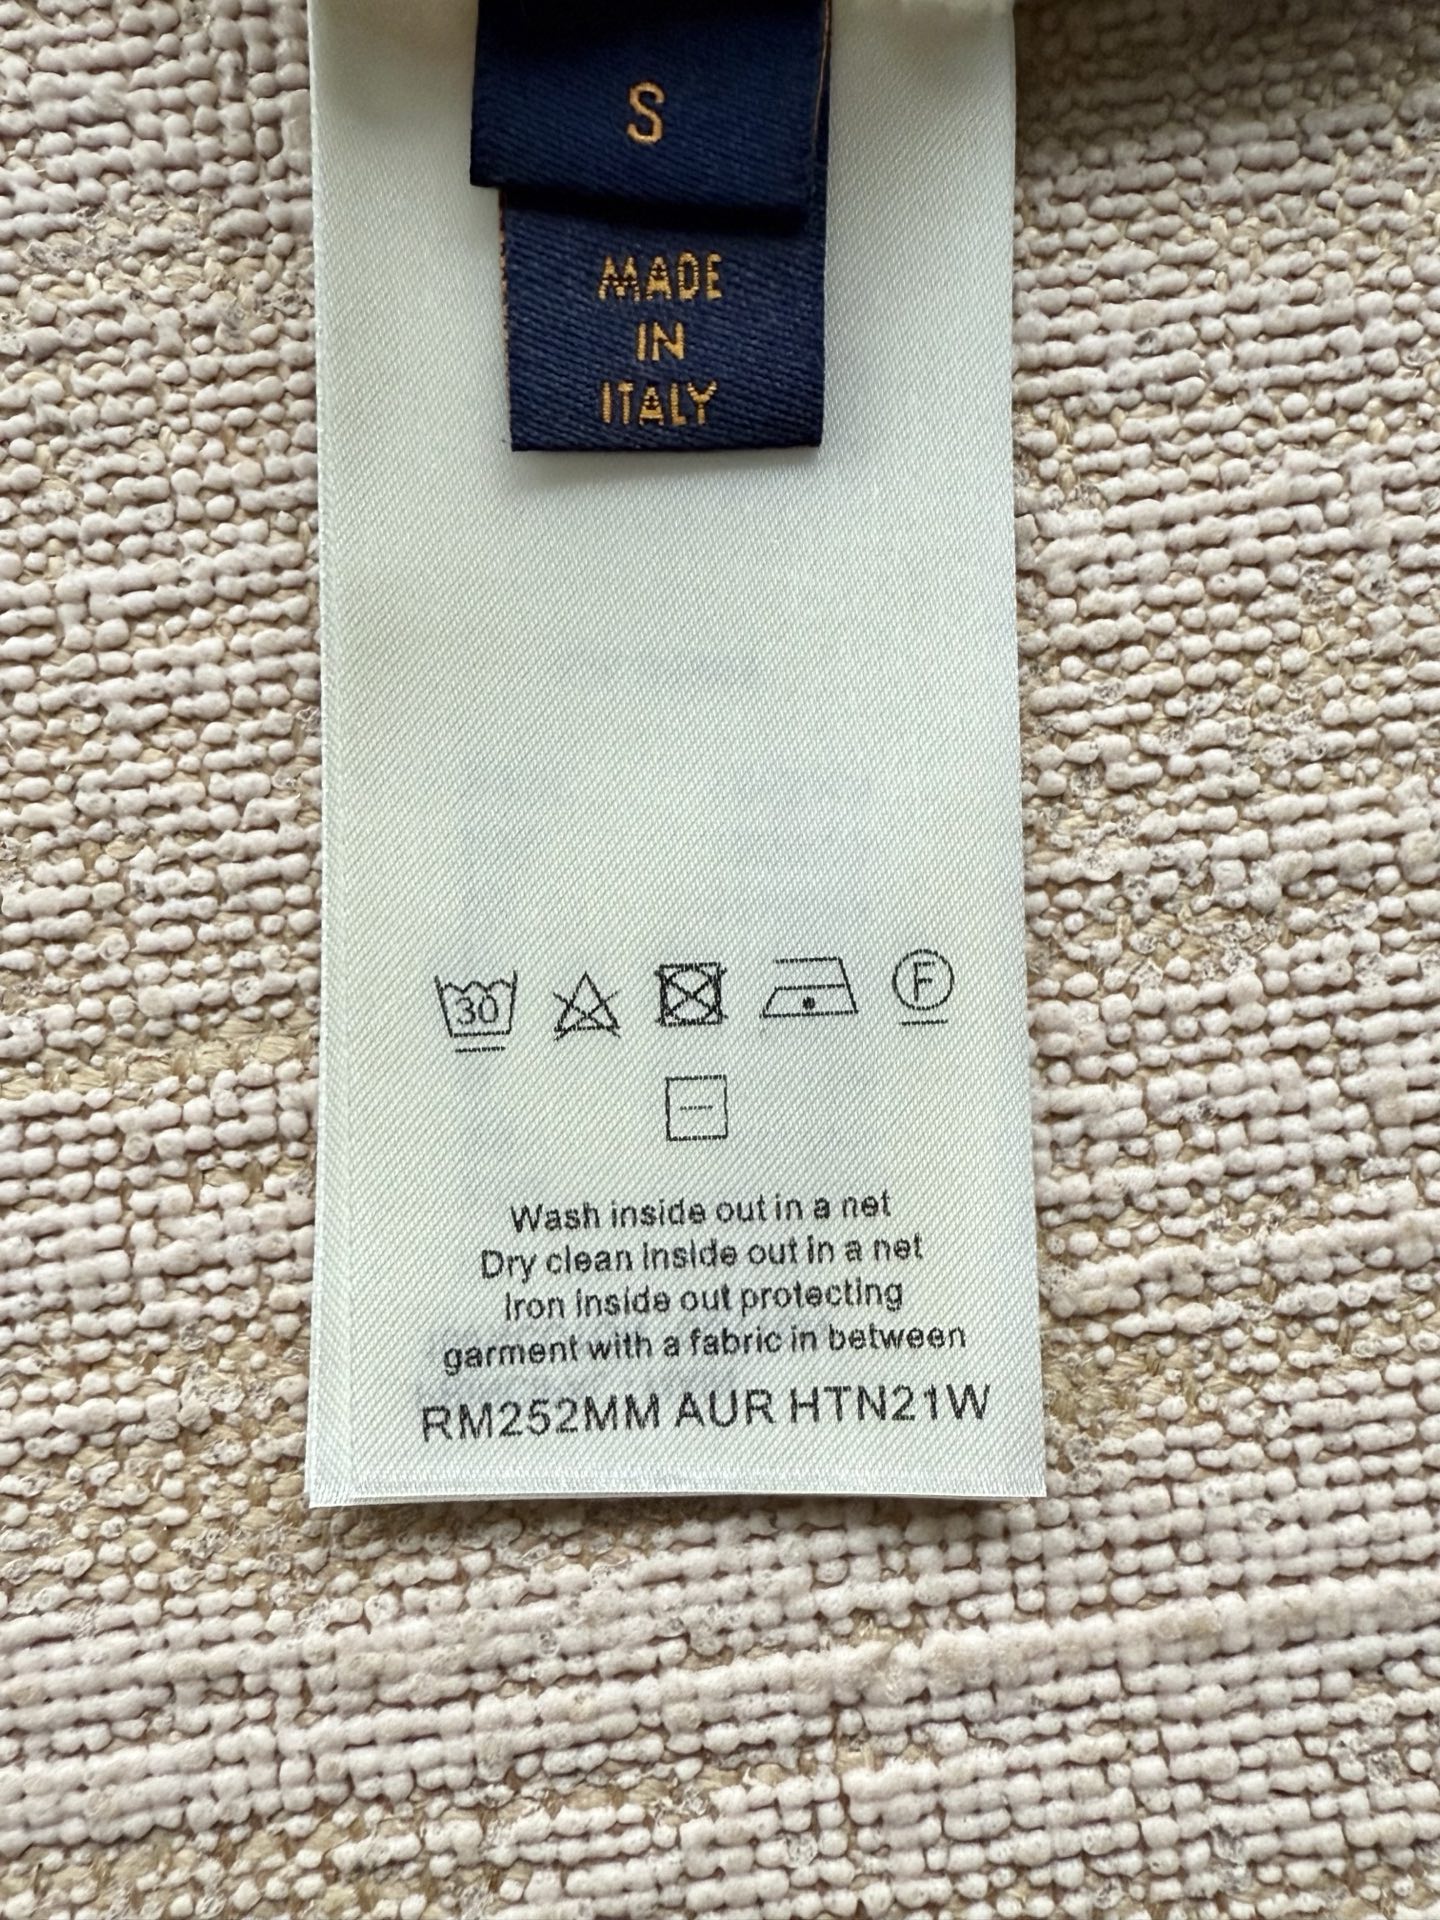 S
MADE
IN
ITALY
30
F
Wash inside out in a net
Dry clean inside out in a net
Iron inside out protecting
garment with a fabric in between
RM252MM AUR HTN21W